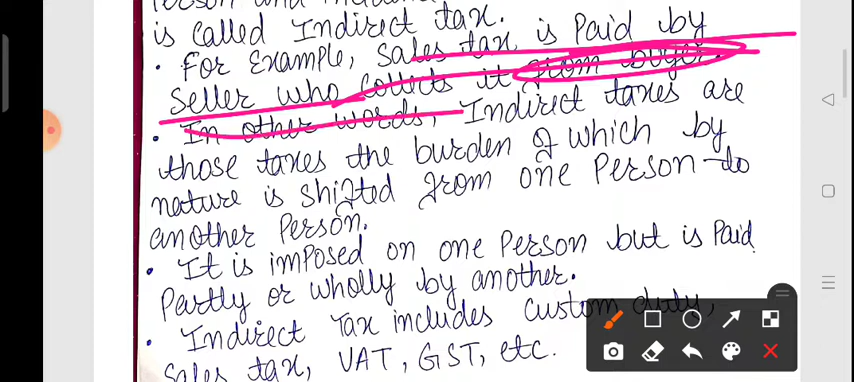 is called Indirect tax.
• For Example, Sales tax is Paid by
Seller who collects it from buyer.
• In other words, Indirect taxes are
those taxes the burden of which by
nature is shifted from one Person to
another Person.
• It is imposed on one Person but is Paid
Partly or wholly by another.
• Indirect Tax includes custom duty,
Sales tax, VAT, GST, etc.